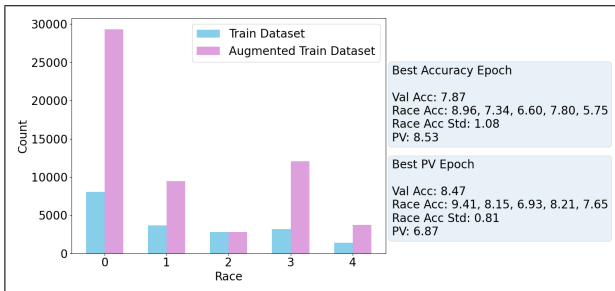 30000
25000
20000
15000
10000
5000
0
Count
0 1 2 3 4
Race
Train Dataset
Augmented Train Dataset
Best Accuracy Epoch
Val Acc: 7.87
Race Acc: 8.96, 7.34, 6.60, 7.80, 5.75
Race Acc Std: 1.08
PV: 8.53
Best PV Epoch
Val Acc: 8.47
Race Acc: 9.41, 8.15, 6.93, 8.21, 7.65
Race Acc Std: 0.81
PV: 6.87